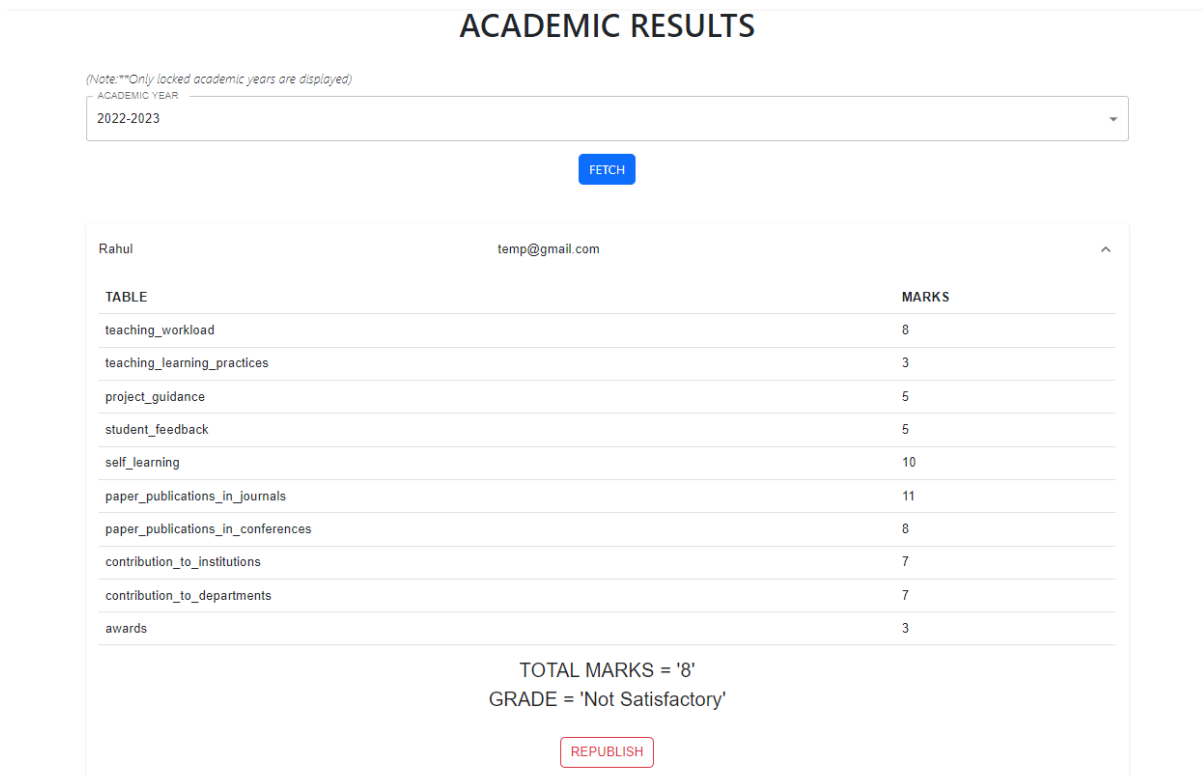 ACADEMIC RESULTS
(Note:**Only locked academic years are displayed)
ACADEMIC YEAR
2022-2023
FETCH
Rahul temp@gmail.com
TABLE MARKS
teaching_workload 8
teaching_learning_practices 3
project_guidance 5
student_feedback 5
self_learning 10
paper_publications_in_journals 11
paper_publications_in_conferences 8
contribution_to_institutions 7
contribution_to_departments 7
awards 3
TOTAL MARKS = '8'
GRADE = 'Not Satisfactory'
REPUBLISH